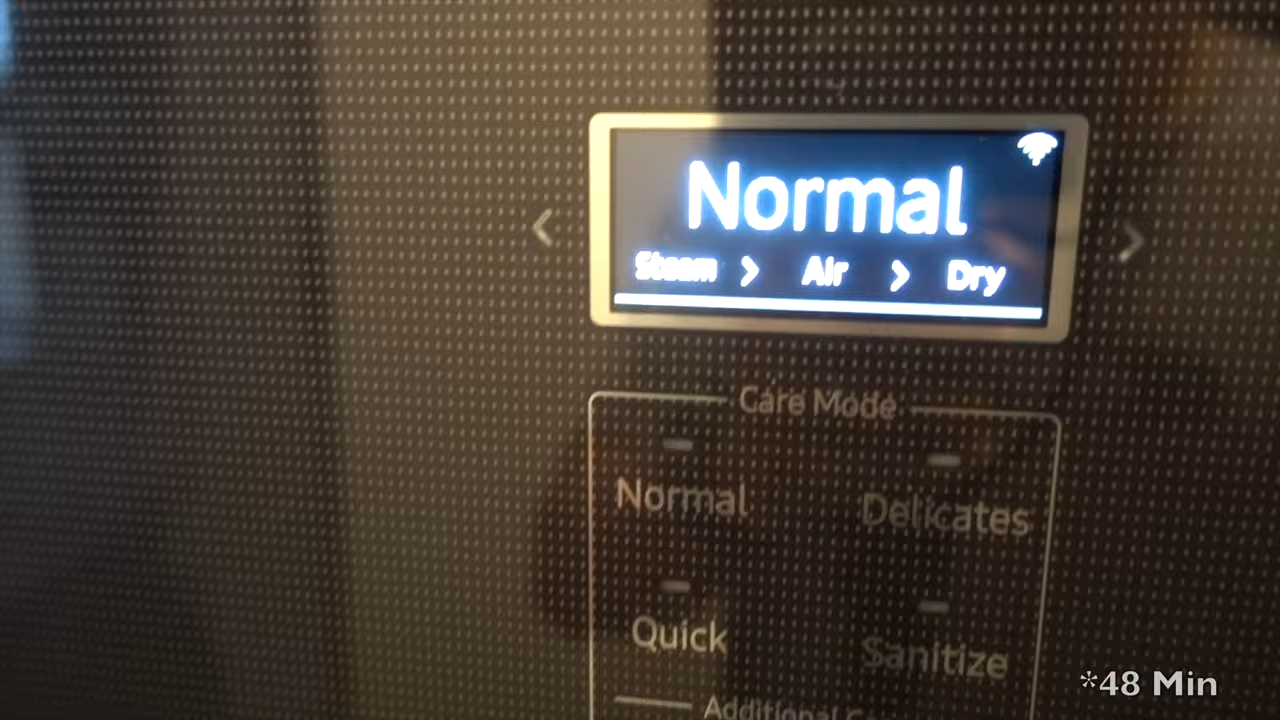 Normal
Steam > Air > Dry
< >
Care Mode
Normal Delicates
Quick Sanitize
Additional
*48 Min